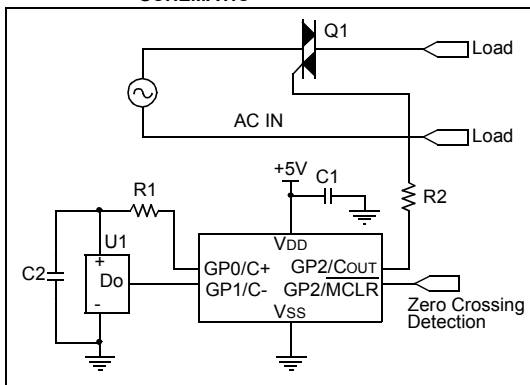 Q1
Load
AC IN
Load
+5V
C1
R1
R2
U1
VDD
C2
+
Do
-
GP0/C+
GP2/COUT
GP1/C-
GP2/MCLR
VSS
Zero Crossing
Detection